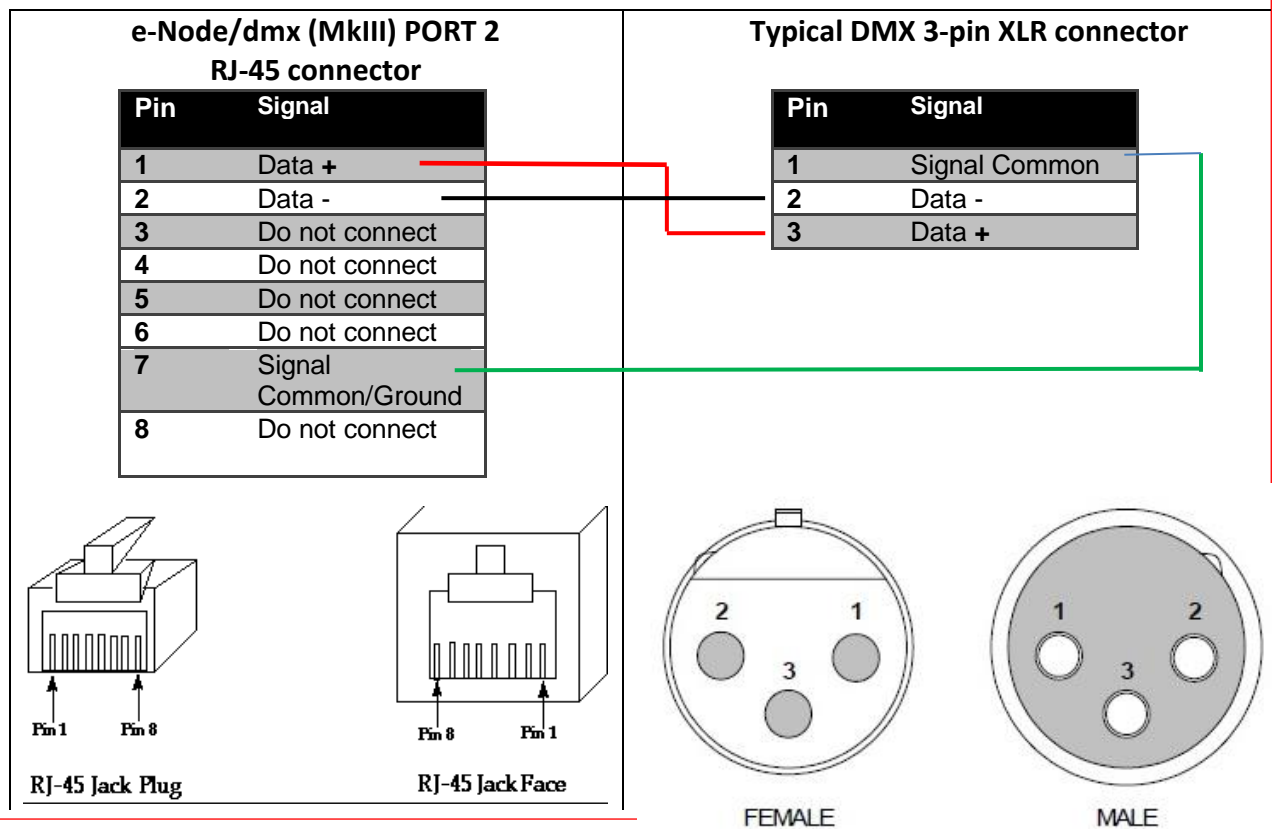 e-Node/dmx (MkIII) PORT 2
RJ-45 connector
Pin Signal
1 Data +
2 Data -
3 Do not connect
4 Do not connect
5 Do not connect
6 Do not connect
7 Signal
Common/Ground
8 Do not connect
Pin 1 Pin 8
RJ-45 Jack Plug
Pin 8 Pin 1
RJ-45 Jack Face
Typical DMX 3-pin XLR connector
Pin Signal
1 Signal Common
2 Data -
3 Data +
2 1
3
FEMALE
1 2
3
MALE